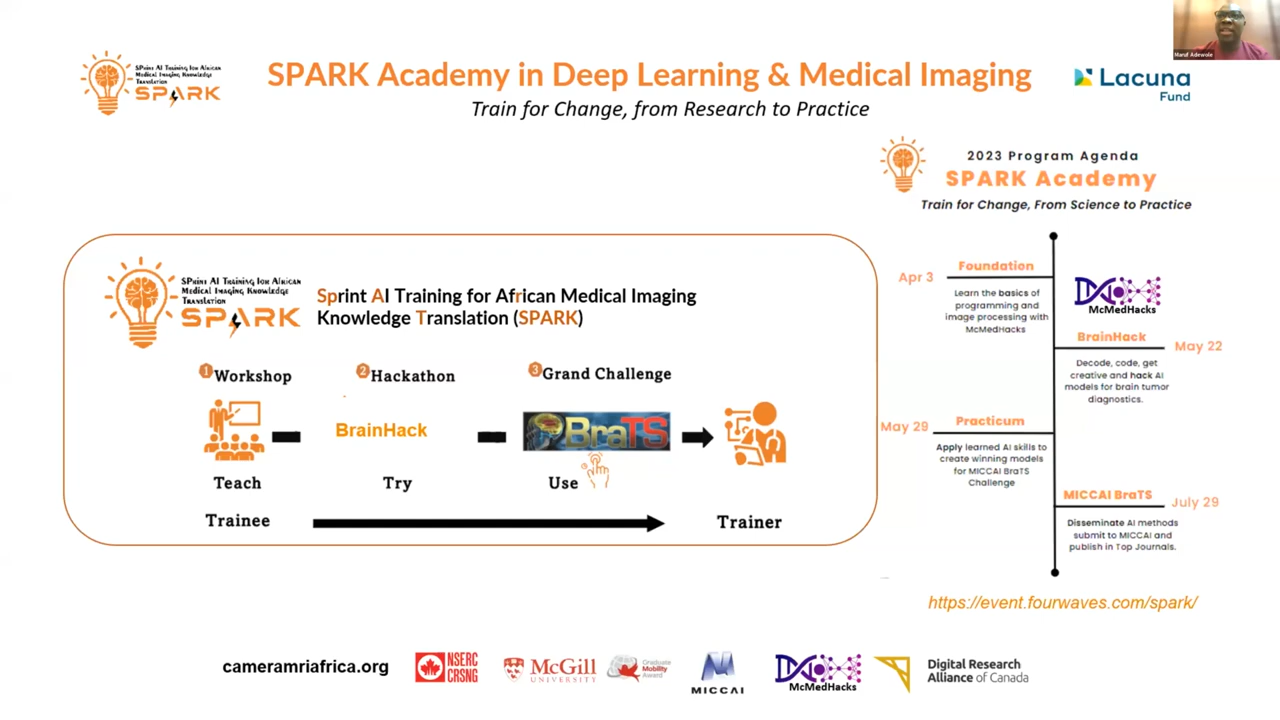 SPrint AI Training for African
Medical Imaging Knowledge
Translation
SPARK
SPARK Academy in Deep Learning & Medical Imaging
Train for Change, from Research to Practice
Lacuna
Fund
Maruf Adewole
2023 Program Agenda
SPARK Academy
Train for Change, From Science to Practice
SPrint AI Training for African
Medical Imaging Knowledge
Translation
SPARK
Sprint AI Training for African Medical Imaging
Knowledge Translation (SPARK)
1 Workshop
2 Hackathon
3 Grand Challenge
BrainHack
BraTS
Teach
Try
Use
Trainee
Trainer
Apr 3
Foundation
Learn the basics of
programming and
image processing with
McMedHacks
McMedHacks
BrainHack
May 22
Decode, code, get
creative and hack AI
models for brain tumor
diagnostics.
May 29
Practicum
Apply learned AI skills to
create winning models
for MICCAI BraTS
Challenge
MICCAI BraTS
July 29
Disseminate AI methods
submit to MICCAI and
publish in Top Journals.
https://event.fourwaves.com/spark/
cameramriafrica.org
NSERC
CRSNG
McGill
UNIVERSITY
Graduate
Mobility
Award
MICCAI
McMedHacks
Digital Research
Alliance of Canada